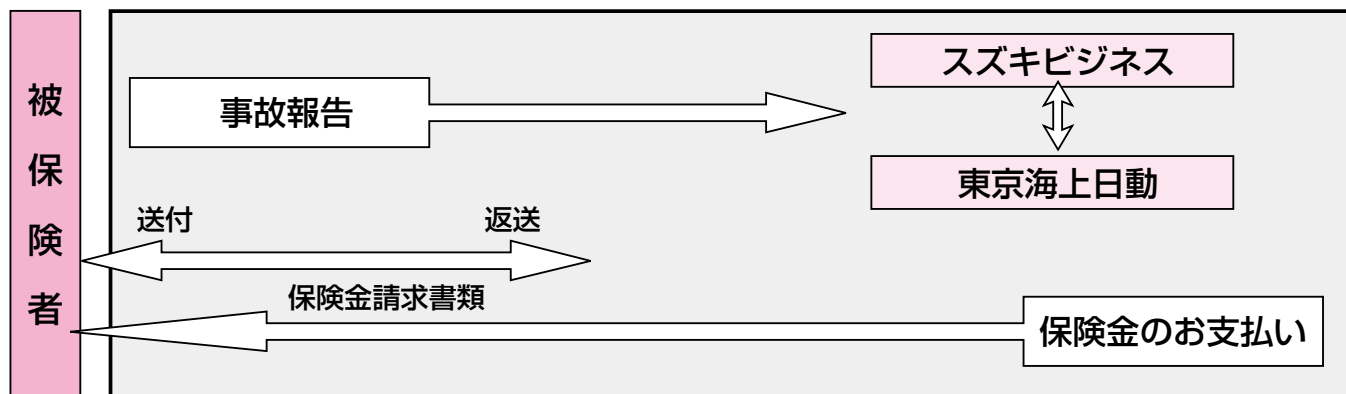 被保険者
スズキビジネス
事故報告
東京海上日動
送付
返送
保険金請求書類
保険金のお支払い